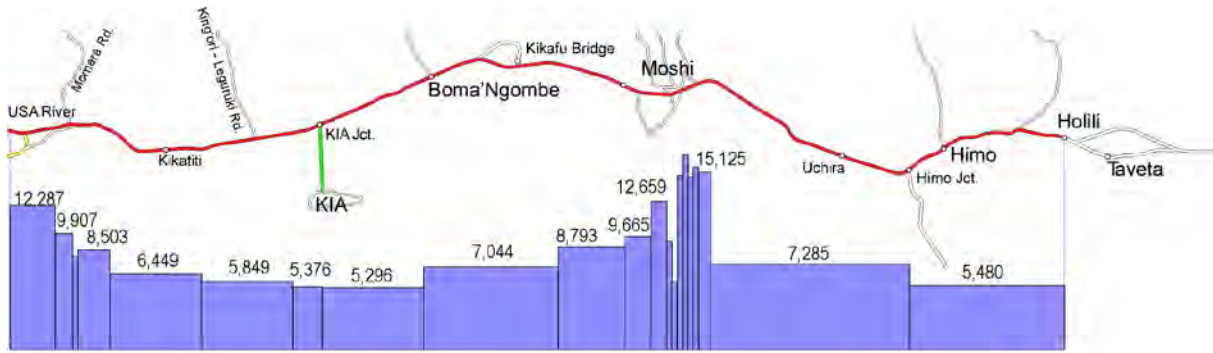 USA River
Momera Rd.
King'ori - Leguruki Rd.
Kikatiti
KIA Jct.
KIA
Boma'Ngombe
Kikafu Bridge
Moshi
Uchira
Himo Jct.
Himo
Holili
Taveta
12,287
9,907
8,503
6,449
5,849
5,376
5,296
7,044
8,793
9,665
12,659
15,125
7,285
5,480